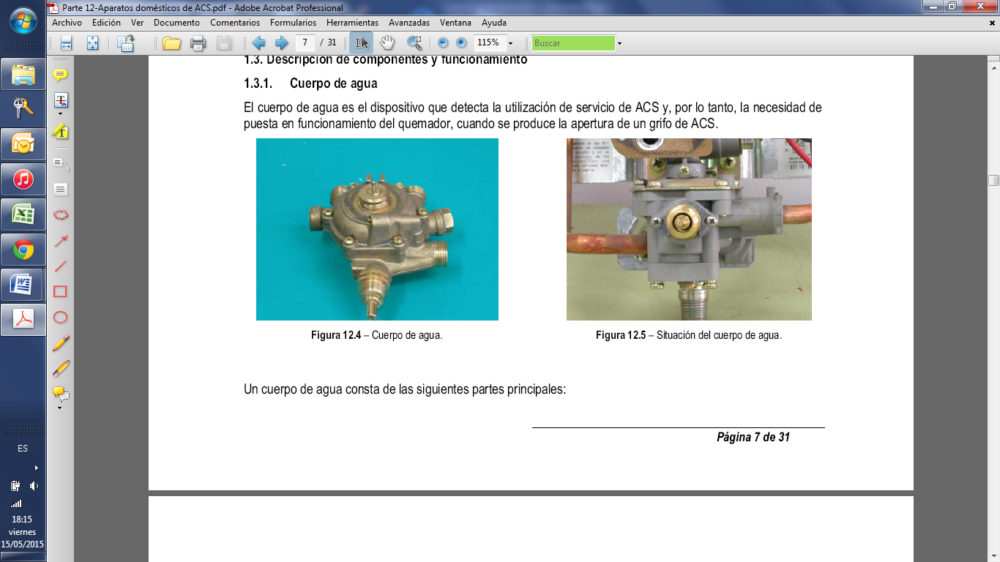 Parte 12-Aparatos domésticos de ACS.pdf - Adobe Acrobat Professional
Archivo Edición Ver Documento Comentarios Formularios Herramientas Avanzadas Ventana Ayuda
7 / 31 115% Buscar
1.3. Descripción de componentes y funcionamiento
1.3.1. Cuerpo de agua
El cuerpo de agua es el dispositivo que detecta la utilización de servicio de ACS y, por lo tanto, la necesidad de
puesta en funcionamiento del quemador, cuando se produce la apertura de un grifo de ACS.
Figura 12.4 – Cuerpo de agua.
Figura 12.5 – Situación del cuerpo de agua.
Un cuerpo de agua consta de las siguientes partes principales:
Página 7 de 31
ES
18:15
viernes
15/05/2015